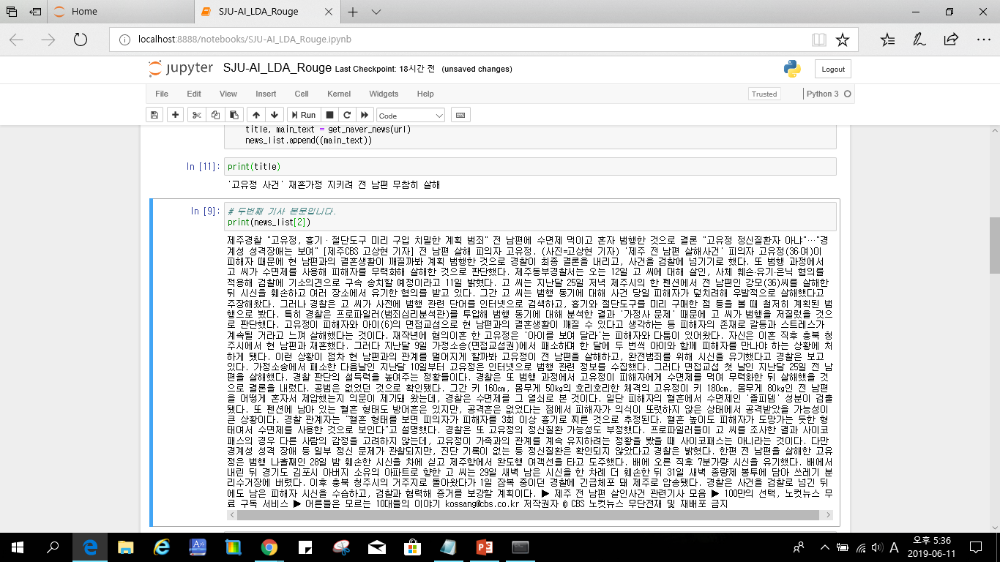 Home
SJU-AI_LDA_Rouge
localhost:8888/notebooks/SJU-AI_LDA_Rouge.ipynb
jupyter SJU-AI_LDA_Rouge Last Checkpoint: 18시간 전 (unsaved changes)
Logout
File Edit View Insert Cell Kernel Widgets Help
Trusted
Python 3
Run
Code
title, main_text = get_naver_news(url)
news_list.append((main_text))
In [11]: print(title)
'고유정 사건' 재혼가정 지키려 전 남편 무참히 살해
In [9]: # 두번째 기사 본문입니다.
print(news_list[2])
제주경찰 "고유정, 흉기·절단도구 미리 구입 치밀한 계획 범죄" 전 남편에 수면제 먹이고 혼자 범행한 것으로 결론 "고유정 정신질환자 아냐"…"경
계성 성격장애는 보여" [제주CBS 고상현 기자] 전 남편 살해 피의자 고유정. (사진=고상현 기자) '제주 전 남편 살해사건' 피의자 고유정(36·여)이
피해자 때문에 현 남편과의 결혼생활이 깨질까봐 계획 범행한 것으로 경찰이 최종 결론을 내리고, 사건을 검찰에 넘기기로 했다. 또 범행 과정에서
고 씨가 수면제를 사용해 피해자를 무력화해 살해한 것으로 판단했다. 제주동부경찰서는 오는 12일 고 씨에 대해 살인, 사체 훼손·유기·은닉 혐의를
적용해 검찰에 기소의견으로 구속 송치할 예정이라고 11일 밝혔다. 고 씨는 지난달 25일 저녁 제주시의 한 펜션에서 전 남편인 강모(36)씨를 살해한
뒤 시신을 훼손하고 여러 장소에서 유기한 혐의를 받고 있다. 그간 고 씨는 범행 동기에 대해 사건 당일 피해자가 덮치려해 우발적으로 살해했다고
주장해왔다. 그러나 경찰은 고 씨가 사전에 범행 관련 단어를 인터넷으로 검색하고, 흉기와 절단도구를 미리 구매한 점 등을 볼 때 철저히 계획된 범
행으로 봤다. 특히 경찰은 프로파일러(범죄심리분석관)를 투입해 범행 동기에 대해 분석한 결과 '가정사 문제' 때문에 고 씨가 범행을 저질렀을 것으
로 판단했다. 고유정이 피해자와 아이(6)의 면접교섭으로 현 남편과의 결혼생활이 깨질 수 있다고 생각하는 등 피해자의 존재로 갈등과 스트레스가
계속될 거라고 느껴 살해했다는 것이다. 재작년에 협의이혼 한 고유정은 '아이를 보여 달라'는 피해자와 다툼이 있어왔다. 자신은 이혼 직후 충북 청
주시에서 현 남편과 재혼했다. 그러다 지난달 9일 가정소송(면접교섭권)에서 패소하며 한 달에 두 번씩 아이와 함께 피해자를 만나야 하는 상황에 처
하게 됐다. 이런 상황이 점차 현 남편과의 관계를 멀어지게 할까봐 고유정이 전 남편을 살해하고, 완전범죄를 위해 시신을 유기했다고 경찰은 보고
있다. 가정소송에서 패소한 다음날인 지난달 10일부터 고유정은 인터넷으로 범행 관련 정보를 수집했다. 그러다 면접교섭 첫 날인 지난달 25일 전 남
편을 살해했다. 경찰 판단의 설득력을 높여주는 정황들이다. 경찰은 또 범행 과정에서 고유정이 피해자에게 수면제를 먹여 무력화한 뒤 살해했을 것
으로 결론을 내렸다. 공범은 없었던 것으로 확인됐다. 그간 키 160㎝, 몸무게 50㎏의 호리호리한 체격의 고유정이 키 180㎝, 몸무게 80㎏인 전 남편
을 어떻게 혼자서 제압했는지 의문이 제기돼 왔는데, 경찰은 수면제를 그 열쇠로 본 것이다. 일단 피해자의 혈흔에서 수면제인 '졸피뎀' 성분이 검출
됐다. 또 펜션에 남아 있는 혈흔 형태도 방어흔은 있지만, 공격흔은 없었다는 점에서 피해자가 의식이 또렷하지 않은 상태에서 공격받았을 가능성이
큰 상황이다. 경찰 관계자는 "혈흔 형태를 보면 피의자가 피해자를 3회 이상 흉기로 찌른 것으로 추정된다. 혈흔 높이도 피해자가 도망가는 듯한 형
태여서 수면제를 사용한 것으로 보인다"고 설명했다. 경찰은 또 고유정의 정신질환 가능성도 부정했다. 프로파일러들이 고 씨를 조사한 결과 사이코
패스의 경우 다른 사람의 감정을 고려하지 않는데, 고유정이 가족과의 관계를 계속 유지하려는 정황을 봤을 때 사이코패스는 아니라는 것이다. 다만
경계성 성격 장애 등 일부 정신 문제가 관찰되지만, 진단 기록이 없는 등 정신질환은 확인되지 않았다고 경찰은 밝혔다. 한편 전 남편을 살해한 고유
정은 범행 나흘째인 28일 밤 훼손한 시신을 차에 싣고 제주항에서 완도행 여객선을 타고 도주했다. 배에 오른 직후 7분가량 시신을 유기했다. 배에서
내린 뒤 경기도 김포시 아버지 소유의 아파트로 향한 고 씨는 29일 새벽 남은 시신을 한 차례 더 훼손한 뒤 31일 새벽 종량제 봉투에 담아 쓰레기 분
리수거장에 버렸다. 이후 충북 청주시의 거주지로 돌아왔다가 1일 잠복 중이던 경찰에 긴급체포 돼 제주로 압송됐다. 경찰은 사건을 검찰로 넘긴 뒤
에도 남은 피해자 시신을 수습하고, 검찰과 협력해 증거를 보강할 계획이다. ▶ 제주 전 남편 살인사건 관련기사 모음 ▶ 100만의 선택, 노컷뉴스 무
료 구독 서비스 ▶ 어른들은 모르는 10대들의 이야기 kossang@cbs.co.kr 저작권자 © CBS 노컷뉴스 무단전재 및 재배포 금지
A 오후 5:36
2019-06-11